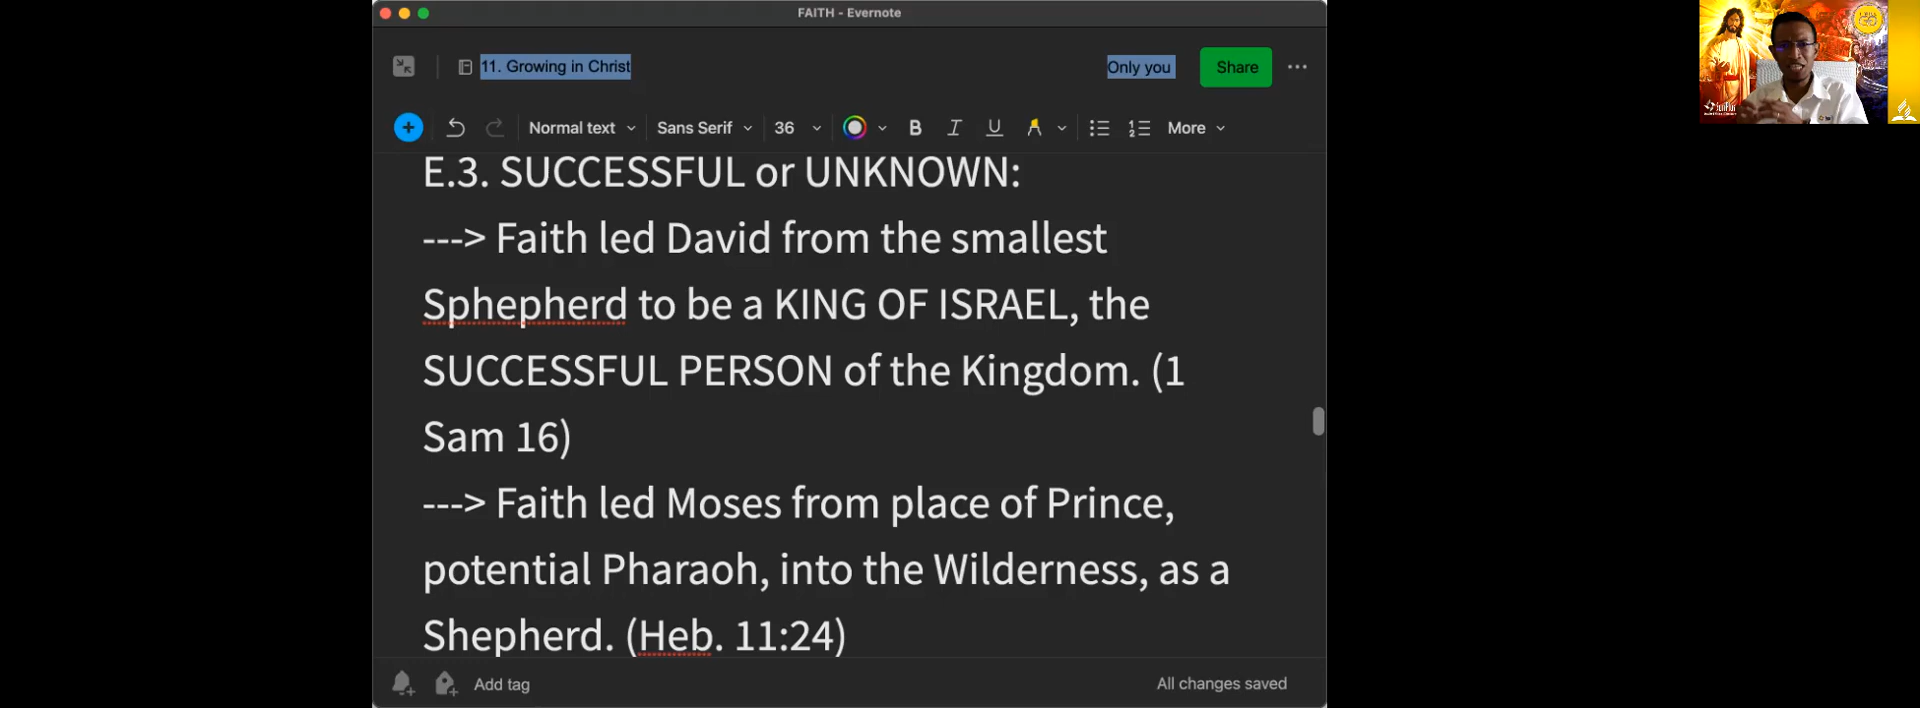 FAITH - Evernote
11. Growing in Christ
Only you
Share
Normal text
Sans Serif
36
B
I
U
More
E.3. SUCCESSFUL or UNKNOWN:
---> Faith led David from the smallest
Sphepherd to be a KING OF ISRAEL, the
SUCCESSFUL PERSON of the Kingdom. (1
Sam 16)
---> Faith led Moses from place of Prince,
potential Pharaoh, into the Wilderness, as a
Shepherd. (Heb. 11:24)
Add tag
All changes saved